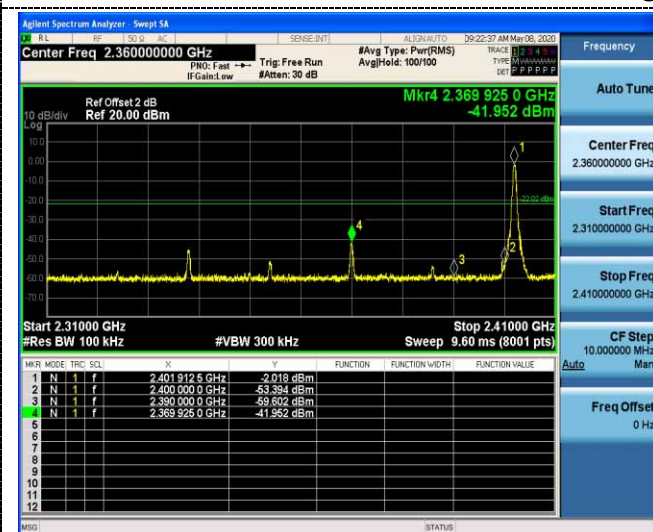 Agilent Spectrum Analyzer - Swept SA
RL RF 50 Ω AC SENSE:INT ALIGNAUTO 09:22:37 AM May 08, 2020
Center Freq 2.360000000 GHz #Avg Type: Pwr(RMS) TRACE 1 2 3 4 5 6
PNO: Fast Trig: Free Run Avg|Hold: 100/100 TYPE M
IFGain:Low #Atten: 30 dB DET P P P P P P
Ref Offset 2 dB Mkr4 2.369 925 0 GHz
10 dB/div Ref 20.00 dBm -41.952 dBm
Log
10.0
0.00
-10.0
-20.0
-30.0
-40.0
-50.0
-60.0
-70.0
1
-22.02 dBm
4
2
3
Start 2.31000 GHz Stop 2.41000 GHz
#Res BW 100 kHz #VBW 300 kHz Sweep 9.60 ms (8001 pts)
MKR MODE TRC SCL X Y FUNCTION FUNCTION WIDTH FUNCTION VALUE
1 N 1 f 2.401 912 5 GHz -2.018 dBm
2 N 1 f 2.400 000 0 GHz -53.394 dBm
3 N 1 f 2.390 000 0 GHz -59.602 dBm
4 N 1 f 2.369 925 0 GHz -41.952 dBm
5
6
7
8
9
10
11
12
MSG STATUS
Frequency
Auto Tune
Center Freq
2.360000000 GHz
Start Freq
2.310000000 GHz
Stop Freq
2.410000000 GHz
CF Step
10.000000 MHz
Auto Man
Freq Offset
0 Hz